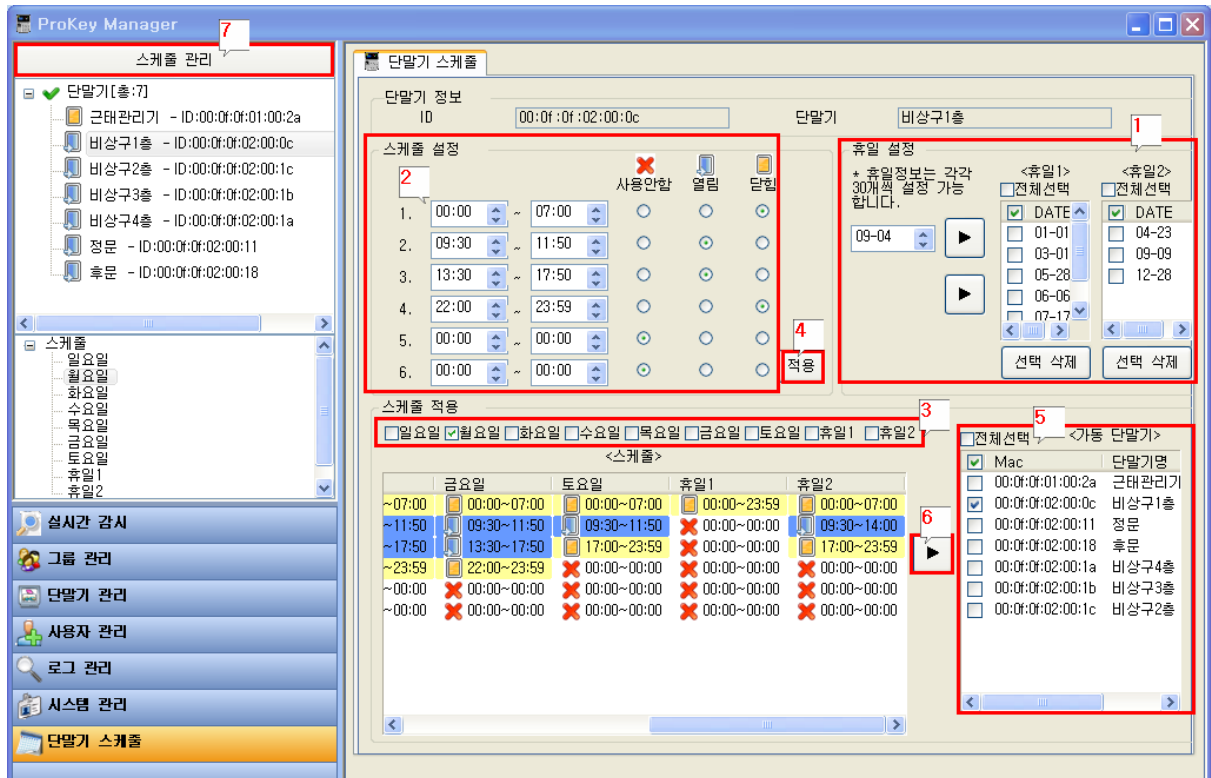 ProKey Manager
7
스케줄 관리
단말기[총:7]
근태관리기 - ID:00:0f:0f:01:00:2a
비상구1층 - ID:00:0f:0f:02:00:0c
비상구2층 - ID:00:0f:0f:02:00:1c
비상구3층 - ID:00:0f:0f:02:00:1b
비상구4층 - ID:00:0f:0f:02:00:1a
정문 - ID:00:0f:0f:02:00:11
후문 - ID:00:0f:0f:02:00:18
스케줄
일요일
월요일
화요일
수요일
목요일
금요일
토요일
휴일1
휴일2
실시간 감시
그룹 관리
단말기 관리
사용자 관리
로그 관리
시스템 관리
단말기 스케줄
단말기 스케줄
단말기 정보
ID 00:0f:0f:02:00:0c 단말기 비상구1층
스케줄 설정
2
사용안함 열림 닫힘
1. 00:00 ~ 07:00
2. 09:30 ~ 11:50
3. 13:30 ~ 17:50
4. 22:00 ~ 23:59
5. 00:00 ~ 00:00
6. 00:00 ~ 00:00
4
적용
1
휴일 설정
* 휴일정보는 각각
30개씩 설정 가능
합니다.
09-04
<휴일1>
전체선택
DATE
01-01
03-01
05-28
06-06
07-17
선택 삭제
<휴일2>
전체선택
DATE
04-23
09-09
12-28
선택 삭제
스케줄 적용
3
일요일 월요일 화요일 수요일 목요일 금요일 토요일 휴일1 휴일2
<스케줄>
금요일 토요일 휴일1 휴일2
~07:00 00:00~07:00 00:00~07:00 00:00~23:59 00:00~07:00
~11:50 09:30~11:50 09:30~11:50 00:00~00:00 09:30~14:00
~17:50 13:30~17:50 17:00~23:59 00:00~00:00 17:00~23:59
~23:59 22:00~23:59 00:00~00:00 00:00~00:00 00:00~00:00
~00:00 00:00~00:00 00:00~00:00 00:00~00:00 00:00~00:00
~00:00 00:00~00:00 00:00~00:00 00:00~00:00 00:00~00:00
6
5
전체선택 <가동 단말기>
Mac 단말기명
00:0f:0f:01:00:2a 근태관리기
00:0f:0f:02:00:0c 비상구1층
00:0f:0f:02:00:11 정문
00:0f:0f:02:00:18 후문
00:0f:0f:02:00:1a 비상구4층
00:0f:0f:02:00:1b 비상구3층
00:0f:0f:02:00:1c 비상구2층